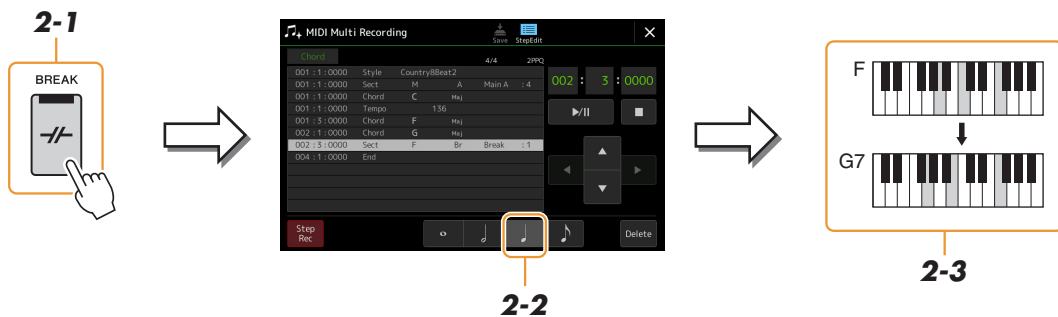 2-1
BREAK
MIDI Multi Recording
Save
StepEdit
Chord 4/4 2PPQ
001 : 1 : 0000 Style Country8Beat2
001 : 1 : 0000 Sect M A Main A : 4
001 : 1 : 0000 Chord C Maj
001 : 1 : 0000 Tempo 136
001 : 3 : 0000 Chord F Maj
002 : 1 : 0000 Chord G Maj
002 : 3 : 0000 Sect F Br Break : 1
004 : 1 : 0000 End
002 : 3 : 0000
Step
Rec
Delete
2-2
F
G7
2-3